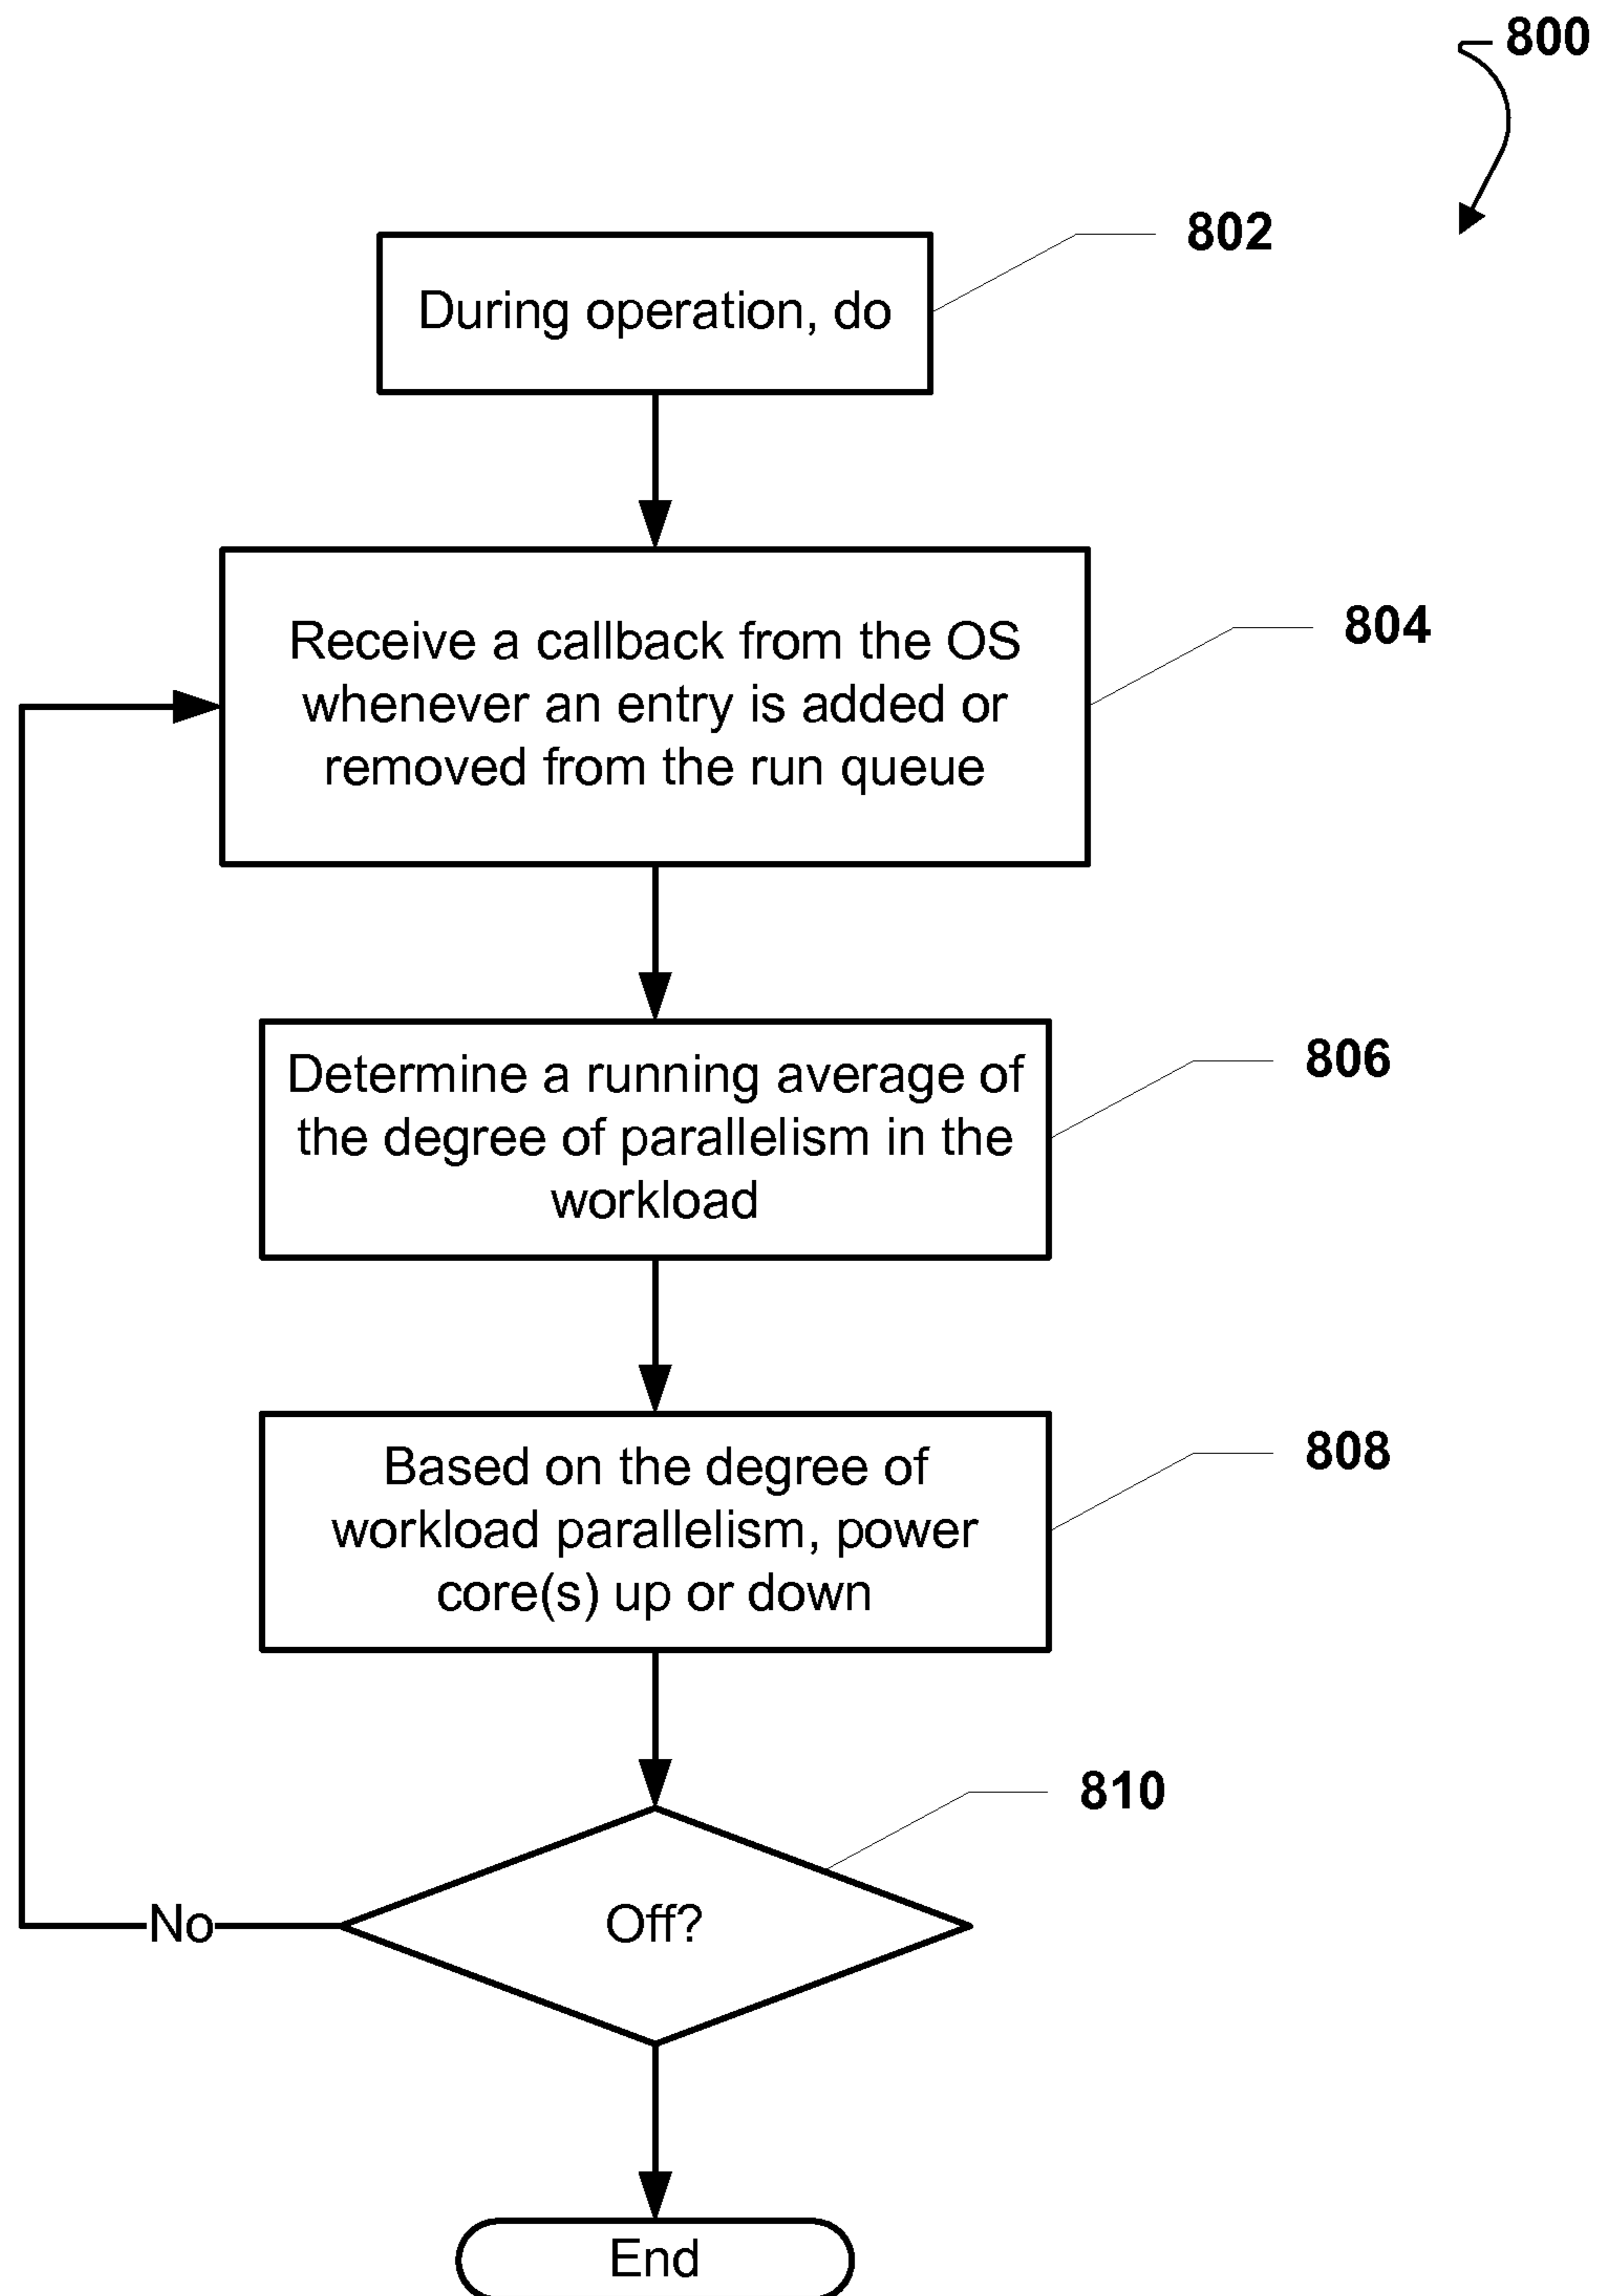 800
802
During operation, do
804
Receive a callback from the OS
whenever an entry is added or
removed from the run queue
806
Determine a running average of
the degree of parallelism in the
workload
808
Based on the degree of
workload parallelism, power
core(s) up or down
810
Off?
No
End